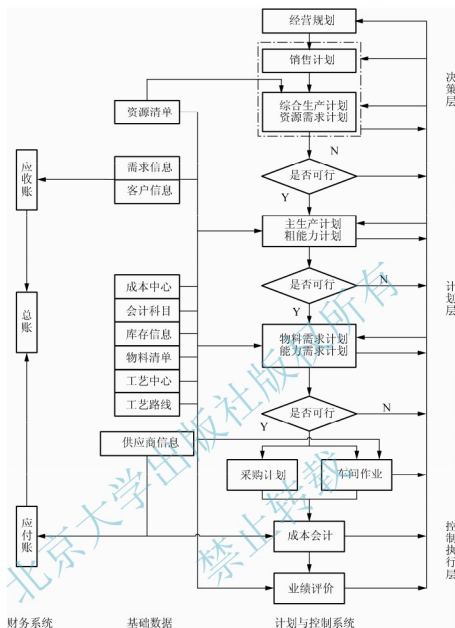 经营规划
销售计划
综合生产计划
资源需求计划
决策层
资源清单
N
应收账
需求信息
客户信息
是否可行
Y
主生产计划
粗能力计划
成本中心
是否可行
N
计划层
会计科目
Y
总账
库存信息
物料清单
物料需求计划
能力需求计划
工艺中心
工艺路线
是否可行
N
Y
供应商信息
采购计划
车间作业
应付账
成本会计
控制执行层
业绩评价
财务系统
基础数据
计划与控制系统
北京大学出版社版权所有
禁止转载